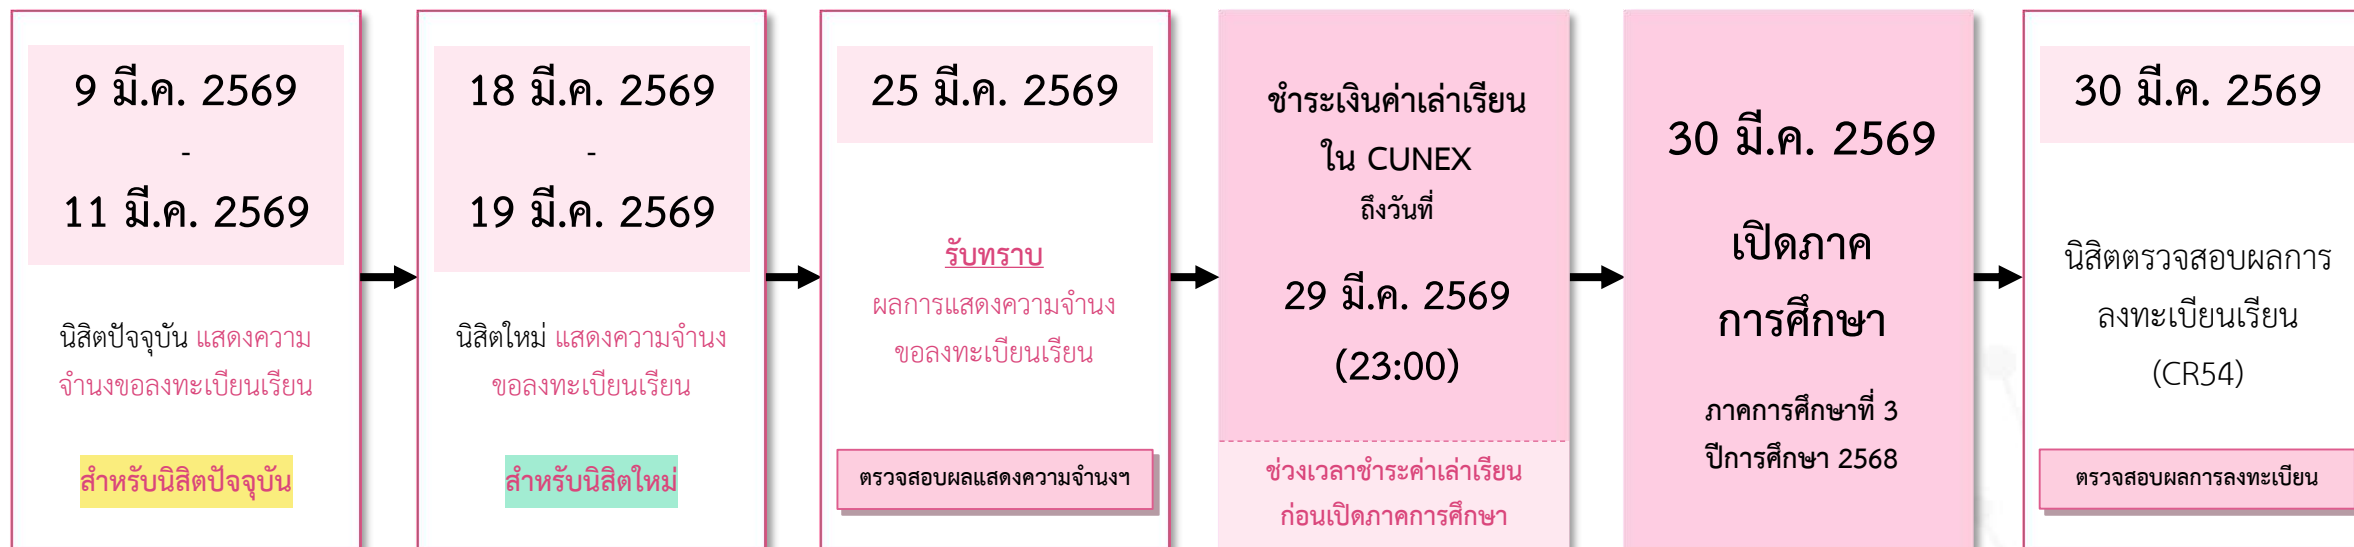 9 มี.ค. 2569
-
11 มี.ค. 2569
นิสิตปัจจุบัน แสดงความ
จำนงขอลงทะเบียนเรียน
สำหรับนิสิตปัจจุบัน
18 มี.ค. 2569
-
19 มี.ค. 2569
นิสิตใหม่ แสดงความจำนง
ขอลงทะเบียนเรียน
สำหรับนิสิตใหม่
25 มี.ค. 2569
รับทราบ
ผลการแสดงความจำนง
ขอลงทะเบียนเรียน
ตรวจสอบผลแสดงความจำนงฯ
ชำระเงินค่าเล่าเรียน
ใน CUNEX
ถึงวันที่
29 มี.ค. 2569
(23:00)
ช่วงเวลาชำระค่าเล่าเรียน
ก่อนเปิดภาคการศึกษา
30 มี.ค. 2569
เปิดภาค
การศึกษา
ภาคการศึกษาที่ 3
ปีการศึกษา 2568
30 มี.ค. 2569
นิสิตตรวจสอบผลการ
ลงทะเบียนเรียน
(CR54)
ตรวจสอบผลการลงทะเบียน